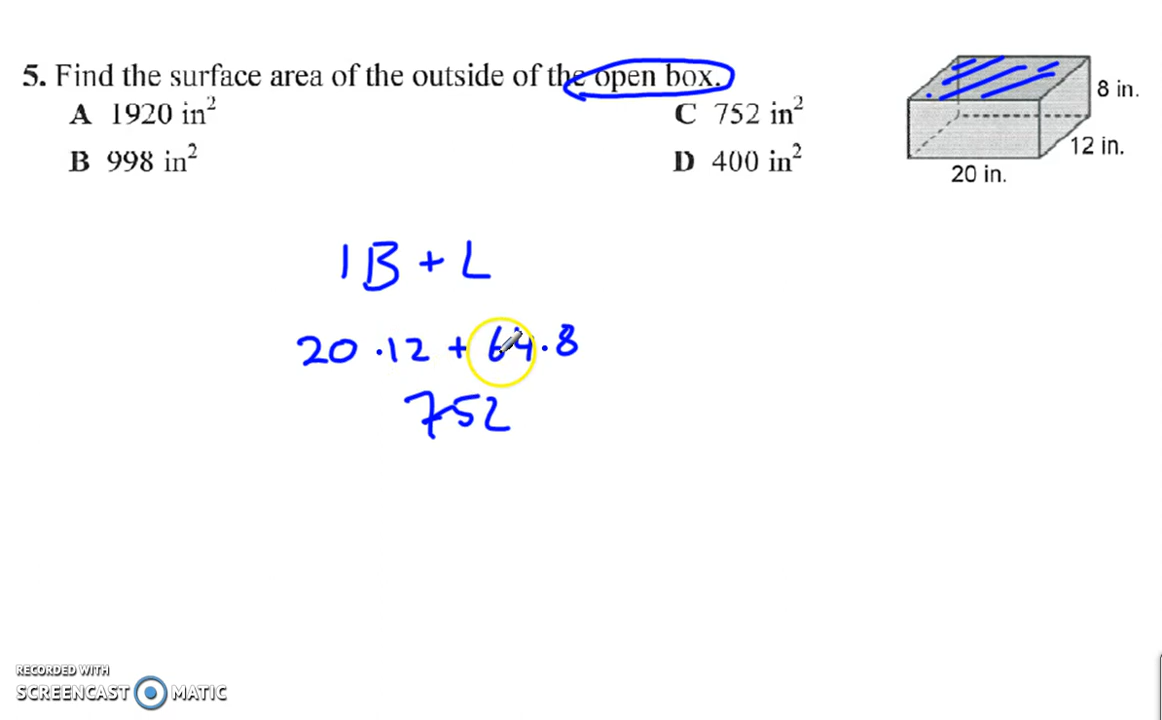 5. Find the surface area of the outside of the open box.
A 1920 in²
C 752 in²
B 998 in²
D 400 in²
8 in.
12 in.
20 in.
1B + L
20 · 12 + 64 · 8
752
RECORDED WITH
SCREENCAST MATIC